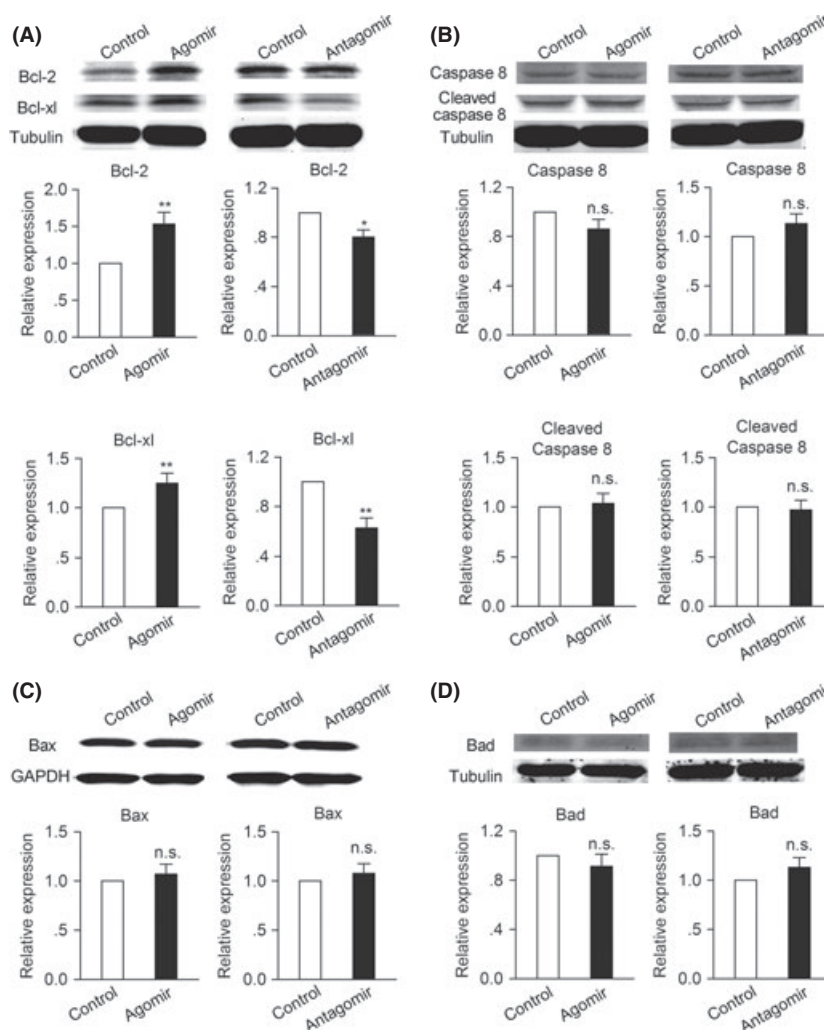 (A)
Control Agomir Control Antagomir
Bcl-2
Bcl-xl
Tubulin
Bcl-2
Relative expression
2.0
1.5
1.0
.5
0.0
**
Control Agomir
Bcl-2
Relative expression
1.2
.8
.4
0.0
*
Control Antagomir
Bcl-xl
Relative expression
1.5
1.0
.5
0.0
**
Control Agomir
Bcl-xl
Relative expression
1.2
.8
.4
0.0
**
Control Antagomir
(B)
Control Agomir Control Antagomir
Caspase 8
Cleaved
caspase 8
Tubulin
Caspase 8
Relative expression
1.2
.8
.4
0.0
n.s.
Control Agomir
Caspase 8
Relative expression
1.5
1.0
.5
0.0
n.s.
Control Antagomir
Cleaved
Caspase 8
Relative expression
1.5
1.0
.5
0.0
n.s.
Control Agomir
Cleaved
Caspase 8
Relative expression
1.5
1.0
.5
0.0
n.s.
Control Antagomir
(C)
Control Agomir Control Antagomir
Bax
GAPDH
Bax
Relative expression
1.5
1.0
.5
0.0
n.s.
Control Agomir
Bax
Relative expression
1.5
1.0
.5
0.0
n.s.
Control Antagomir
(D)
Control Agomir Control Antagomir
Bad
Tubulin
Bad
Relative expression
1.2
.8
.4
0.0
n.s.
Control Agomir
Bad
Relative expression
1.5
1.0
.5
0.0
n.s.
Control Antagomir